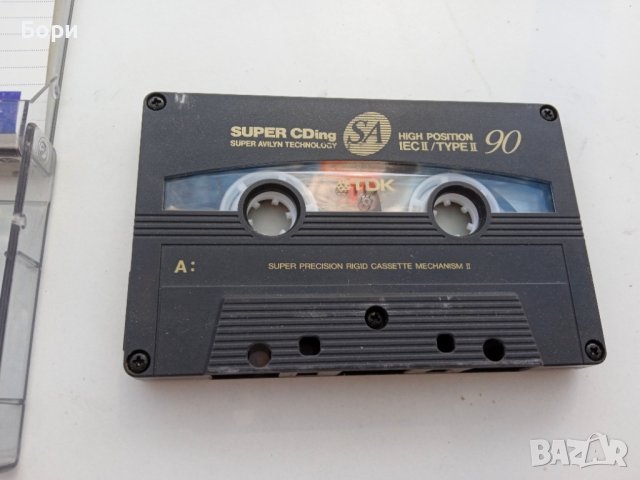 Бори
SUPER CDing
SUPER AVILYN TECHNOLOGY
SA
HIGH POSITION
IEC II / TYPE II
90
TDK
A:
SUPER PRECISION RIGID CASSETTE MECHANISM II
BAZAR